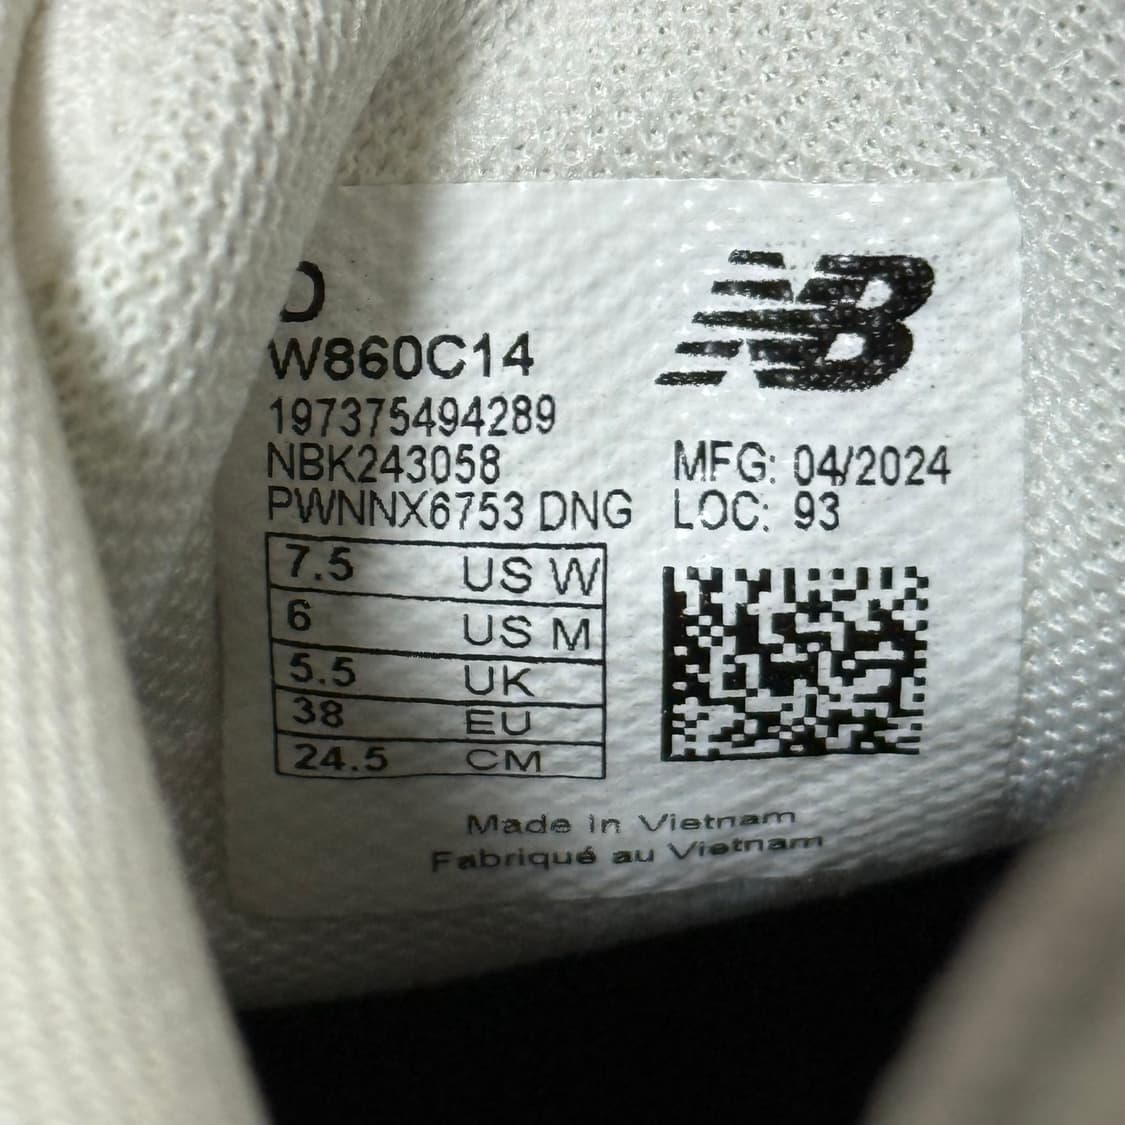 D
W860C14
197375494289
NBK243058
PWNNX6753 DNG
MFG: 04/2024
LOC: 93
7.5 US W
6 US M
5.5 UK
38 EU
24.5 CM
Made in Vietnam
Fabriqué au Vietnam
NB